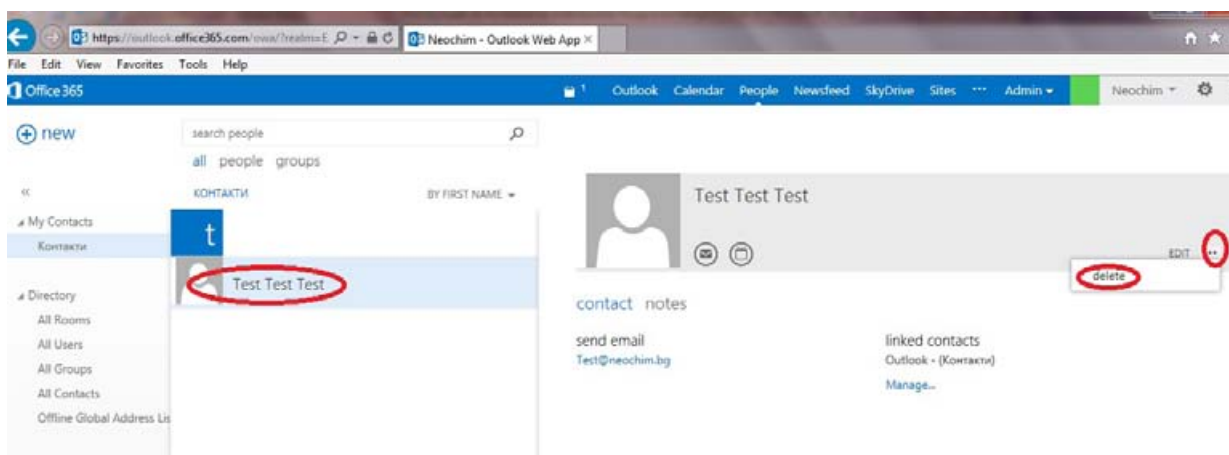 https://outlook.office365.com/owa/?realm=E
Neochim - Outlook Web App
File Edit View Favorites Tools Help
Office 365
1 Outlook Calendar People Newsfeed SkyDrive Sites ··· Admin Neochim
new
search people
all people groups
КОНТАКТИ BY FIRST NAME
My Contacts
Контакти
t
Test Test Test
Directory
All Rooms
All Users
All Groups
All Contacts
Offline Global Address Lis
Test Test Test
EDIT ···
delete
contact notes
send email
Test@neochim.bg
linked contacts
Outlook - (Контакти)
Manage...